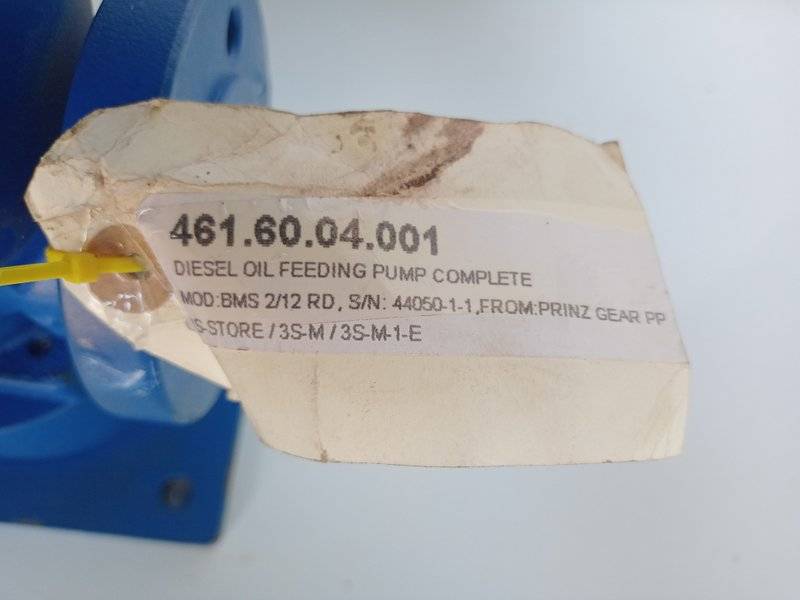 461.60.04.001
DIESEL OIL FEEDING PUMP COMPLETE
MOD:BMS 2/12 RD, S/N: 44050-1-1,FROM:PRINZ GEAR PP
/ 3S-M / 3S-M-1-E